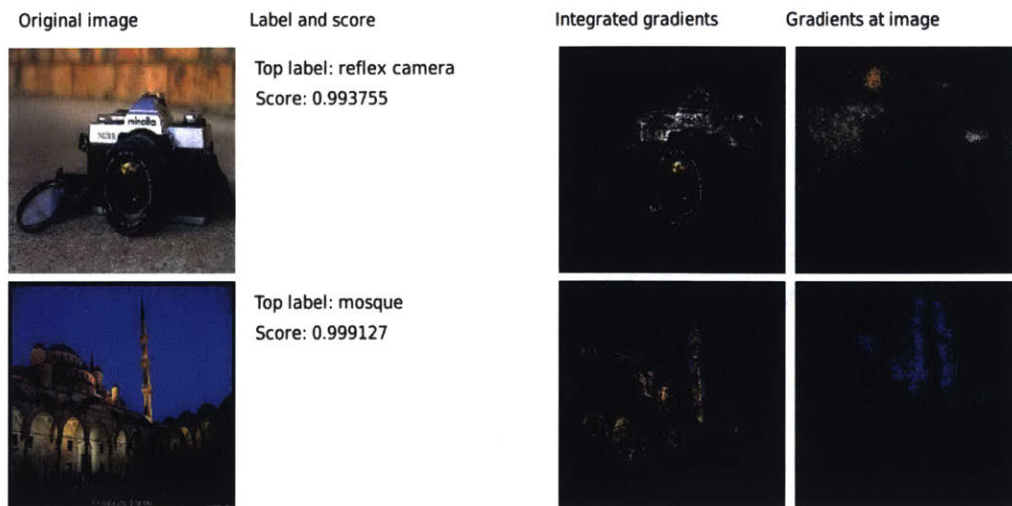 Original image
Label and score
Integrated gradients
Gradients at image
Top label: reflex camera
Score: 0.993755
minolta
Top label: mosque
Score: 0.999127